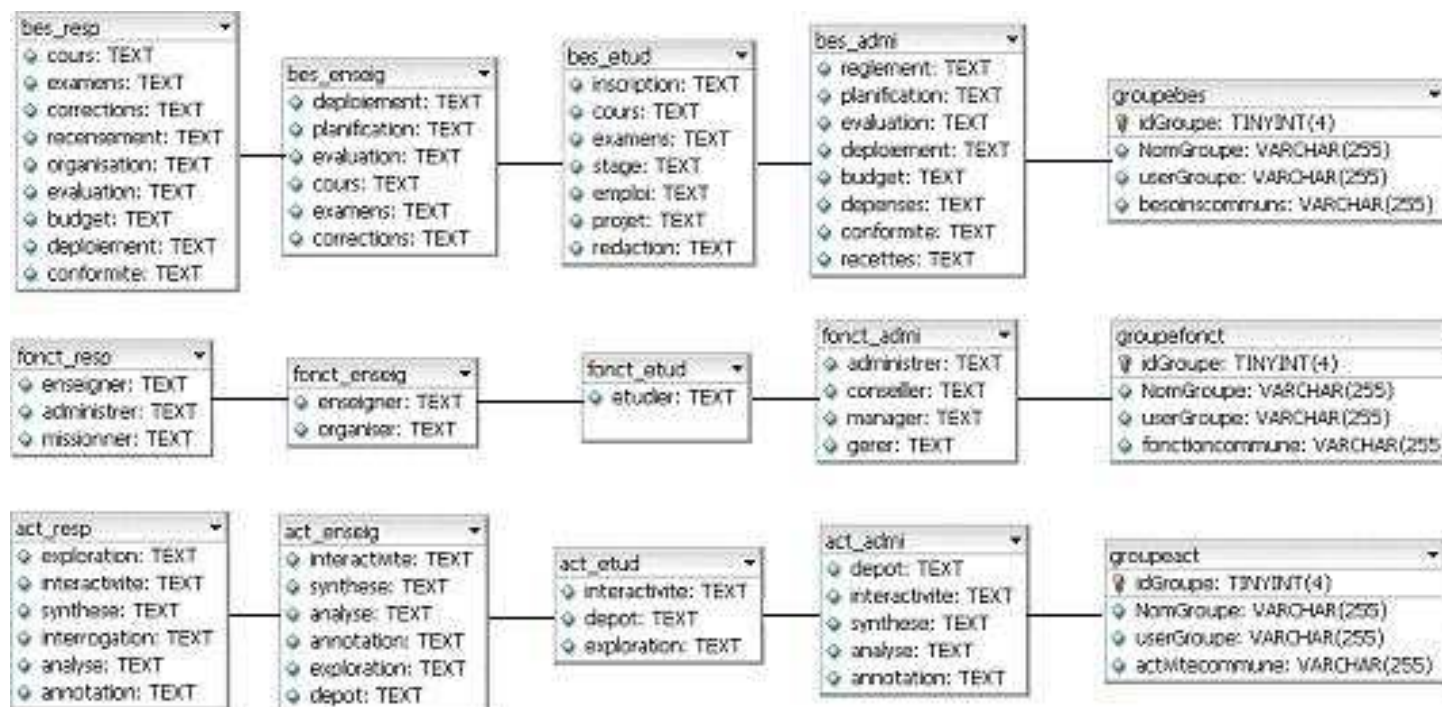 bes_resp
cours: TEXT
examens: TEXT
corrections: TEXT
recensement: TEXT
organisation: TEXT
evaluation: TEXT
budget: TEXT
deploiement: TEXT
conformite: TEXT
bes_enseig
deploiement: TEXT
planification: TEXT
evaluation: TEXT
cours: TEXT
examens: TEXT
corrections: TEXT
bes_etud
inscription: TEXT
cours: TEXT
examens: TEXT
stage: TEXT
emploi: TEXT
projet: TEXT
redaction: TEXT
bes_admi
reglement: TEXT
planification: TEXT
evaluation: TEXT
deploiement: TEXT
budget: TEXT
depenses: TEXT
conformite: TEXT
recettes: TEXT
groupebes
idGroupe: TINYINT(4)
NomGroupe: VARCHAR(255)
userGroupe: VARCHAR(255)
besoinscommuns: VARCHAR(255)
fonct_resp
enseigner: TEXT
administrer: TEXT
missionner: TEXT
fonct_enseig
enseigner: TEXT
organiser: TEXT
fonct_etud
etudier: TEXT
fonct_admi
administrer: TEXT
conseiller: TEXT
manager: TEXT
gerer: TEXT
groupefonct
idGroupe: TINYINT(4)
NomGroupe: VARCHAR(255)
userGroupe: VARCHAR(255)
fonctioncommune: VARCHAR(255
act_resp
exploration: TEXT
interactivite: TEXT
synthese: TEXT
interrogation: TEXT
analyse: TEXT
annotation: TEXT
act_enseig
interactivite: TEXT
synthese: TEXT
analyse: TEXT
annotation: TEXT
exploration: TEXT
depot: TEXT
act_etud
interactivite: TEXT
depot: TEXT
exploration: TEXT
act_admi
depot: TEXT
interactivite: TEXT
synthese: TEXT
analyse: TEXT
annotation: TEXT
groupeact
idGroupe: TINYINT(4)
NomGroupe: VARCHAR(255)
userGroupe: VARCHAR(255)
activitecommune: VARCHAR(255)